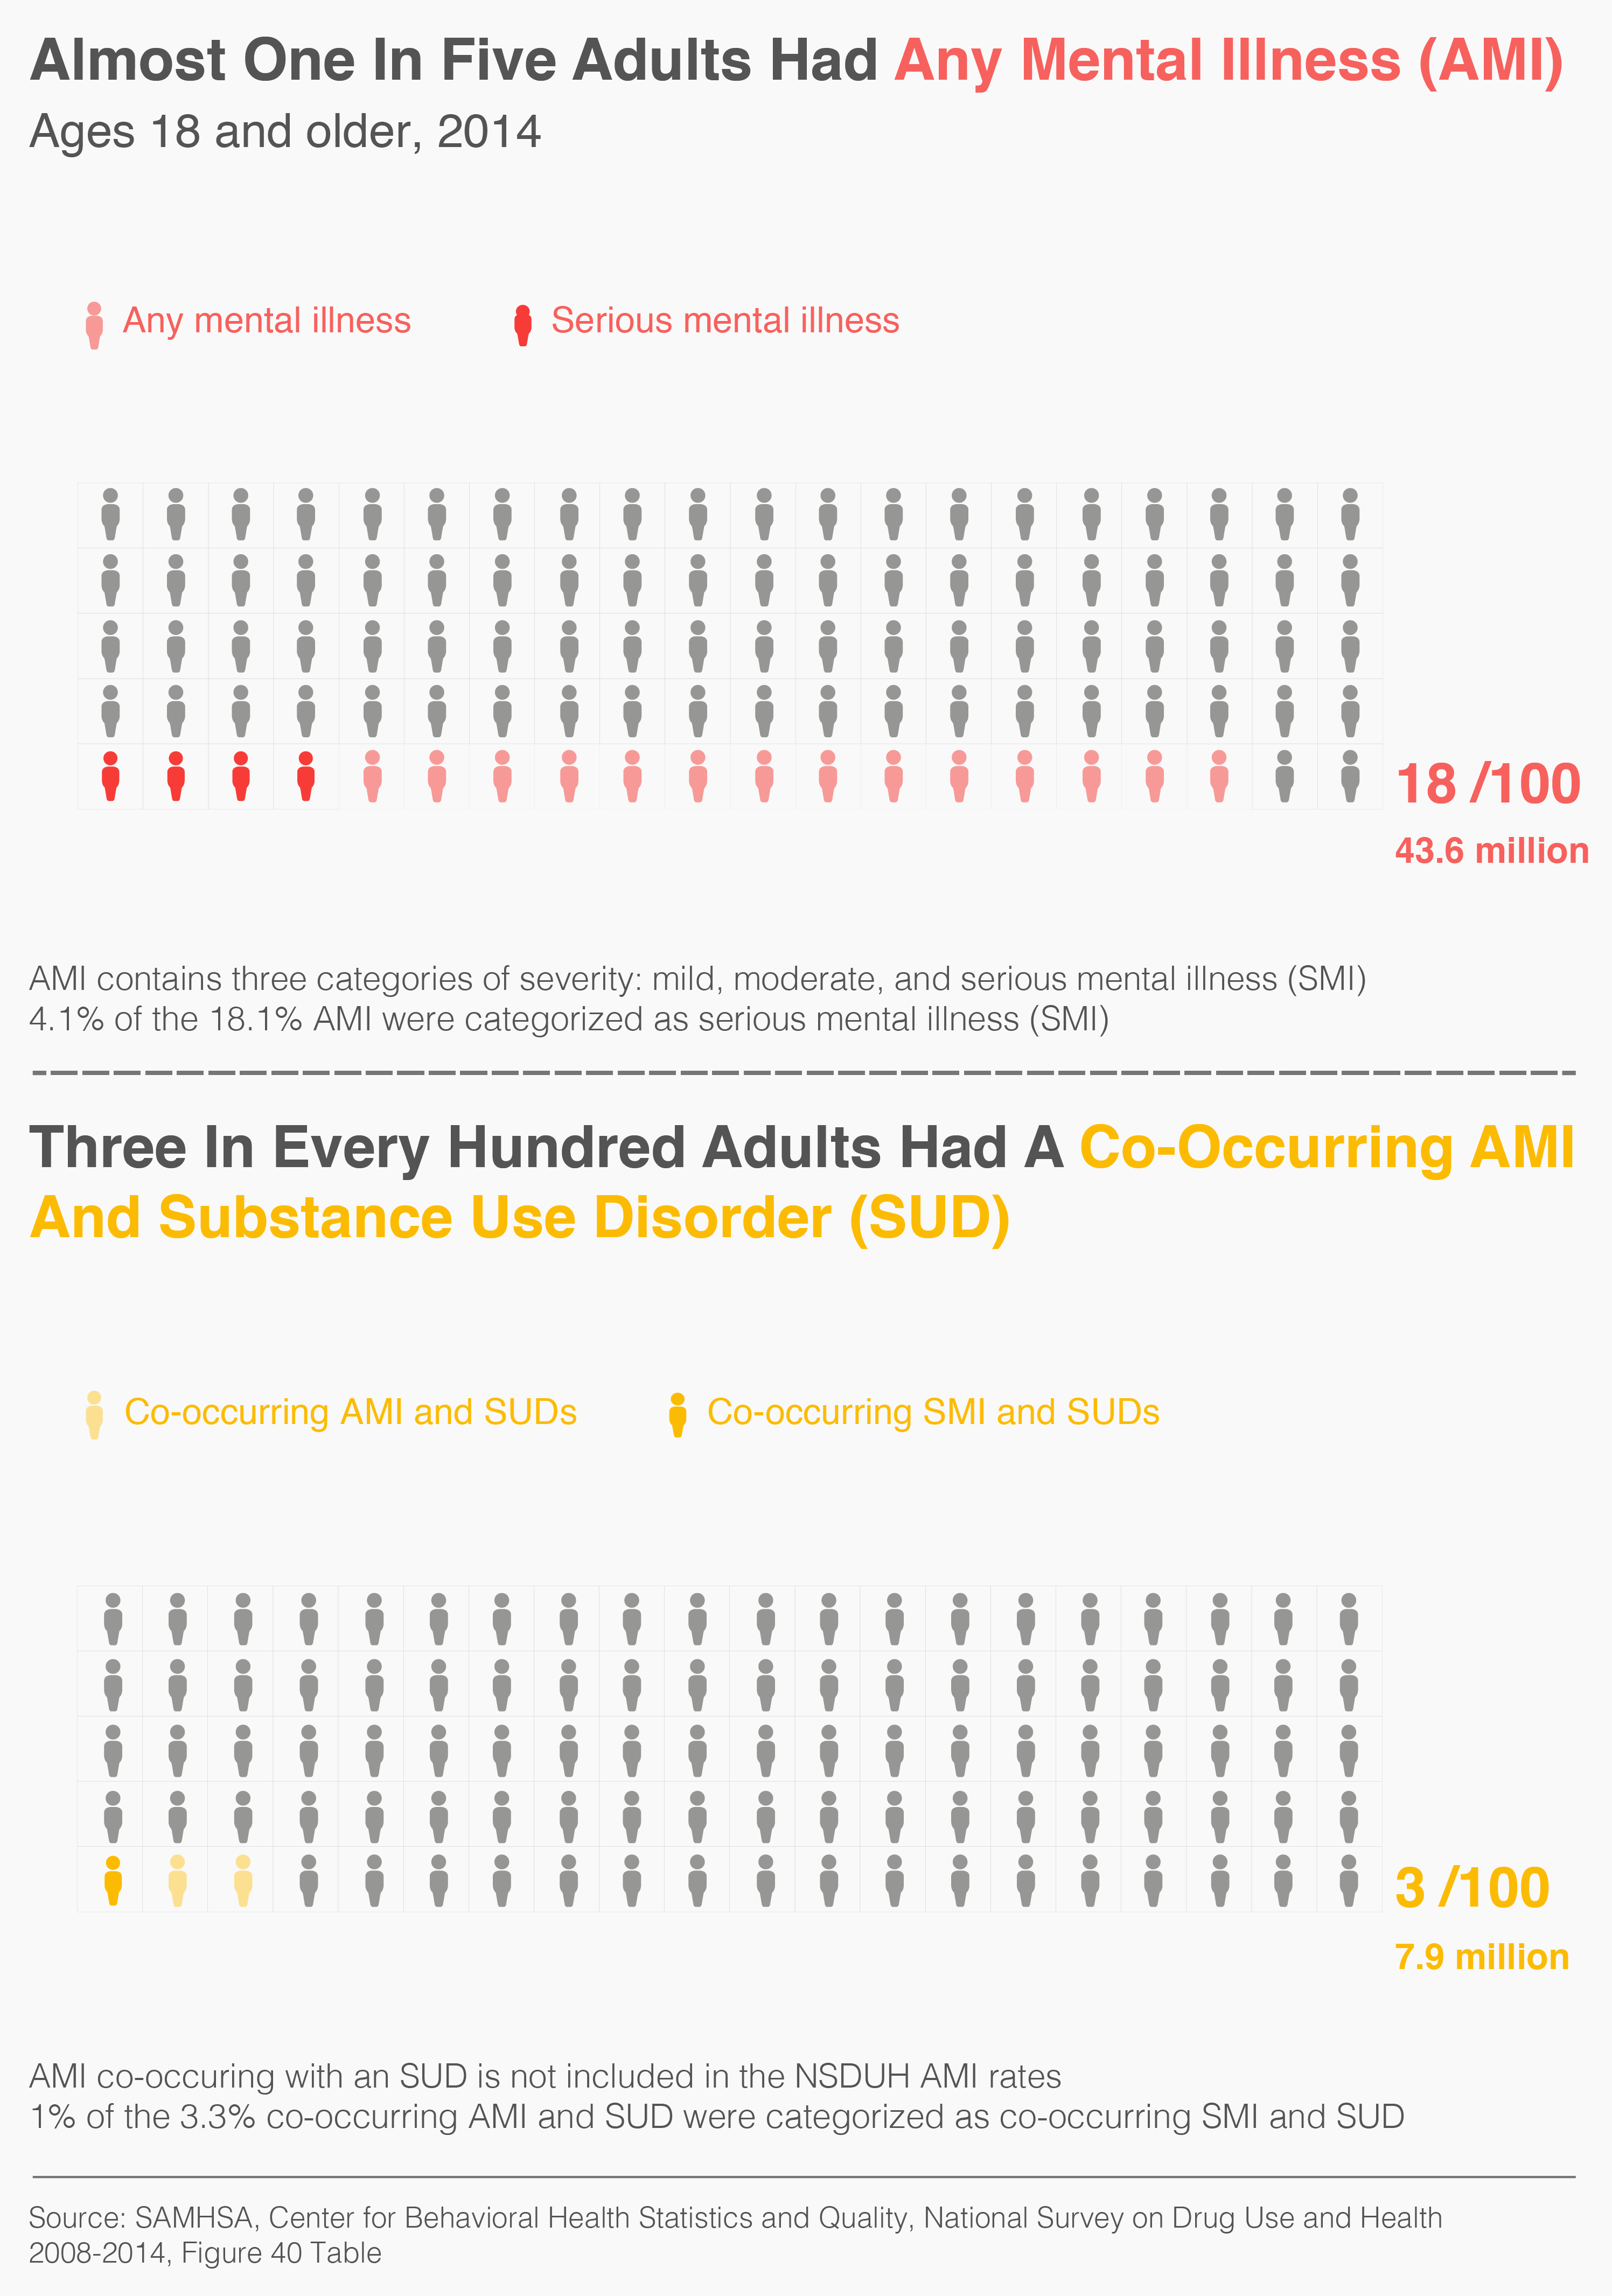 Almost One In Five Adults Had Any Mental Illness (AMI)
Ages 18 and older, 2014
Any mental illness
Serious mental illness
18 /100
43.6 million
AMI contains three categories of severity: mild, moderate, and serious mental illness (SMI)
4.1% of the 18.1% AMI were categorized as serious mental illness (SMI)
Three In Every Hundred Adults Had A Co-Occurring AMI
And Substance Use Disorder (SUD)
Co-occurring AMI and SUDs
Co-occurring SMI and SUDs
3 /100
7.9 million
AMI co-occuring with an SUD is not included in the NSDUH AMI rates
1% of the 3.3% co-occurring AMI and SUD were categorized as co-occurring SMI and SUD
Source: SAMHSA, Center for Behavioral Health Statistics and Quality, National Survey on Drug Use and Health
2008-2014, Figure 40 Table